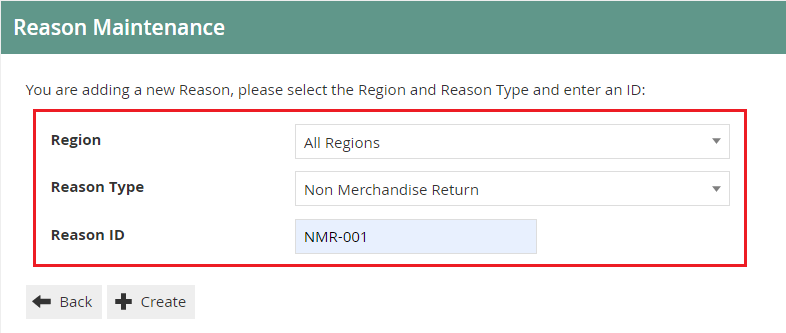 Reason Maintenance
You are adding a new Reason, please select the Region and Reason Type and enter an ID:
Region All Regions
Reason Type Non Merchandise Return
Reason ID NMR-001
Back Create